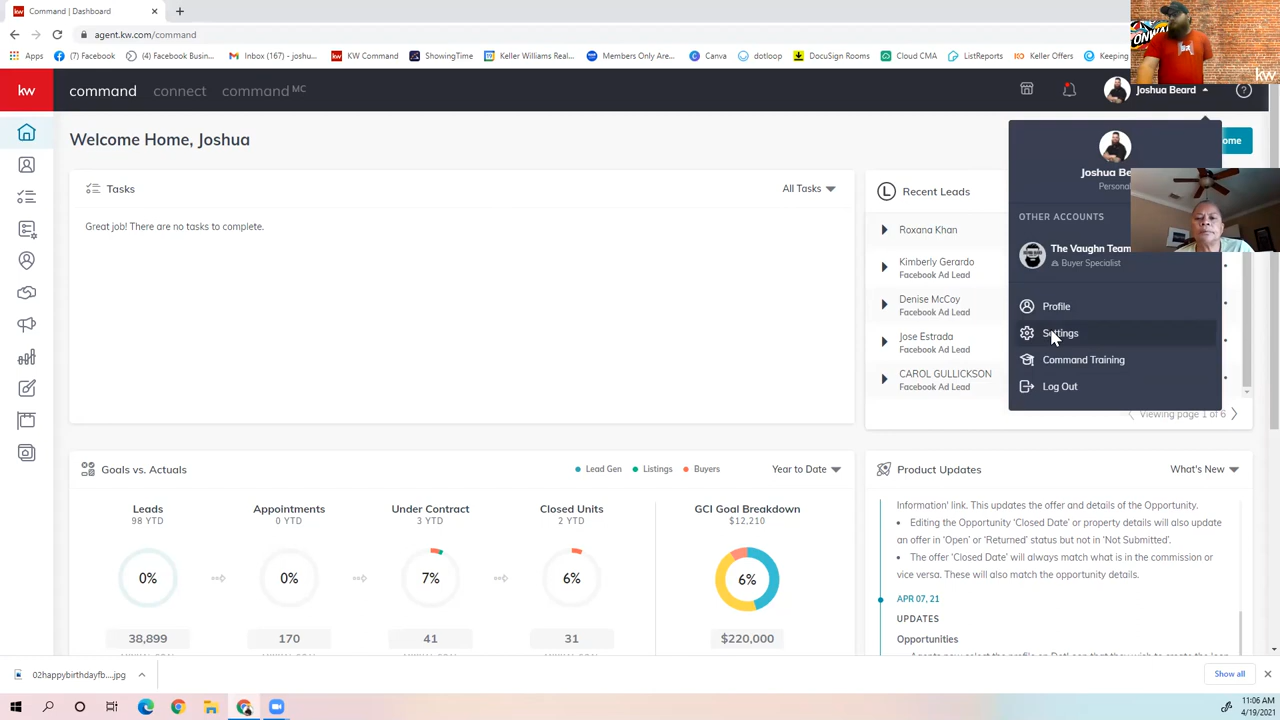 Command | Dashboard
agent.kw.com/command
Apps
(7) Facebook
(4) Facebook Busin...
Inbox (167) - joshu...
KW Command
ShowingTime
Keller Williams Real...
Members Only Are...
Canva
dotloop
DocuSign Rooms
Cloud CMA
ListReports
Keller Offers
Keeping
kw
command
connect
command MC
Joshua Beard
Welcome Home, Joshua
Tasks
All Tasks
Great job! There are no tasks to complete.
Recent Leads
Roxana Khan
Kimberly Gerardo
Facebook Ad Lead
Denise McCoy
Facebook Ad Lead
Jose Estrada
Facebook Ad Lead
CAROL GULLICKSON
Facebook Ad Lead
Viewing page 1 of 6
OTHER ACCOUNTS
The Vaughn Team
Buyer Specialist
Profile
Settings
Command Training
Log Out
kw
Goals vs. Actuals
Lead Gen
Listings
Buyers
Year to Date
Leads
98 YTD
0%
38,899
Appointments
0 YTD
0%
170
Under Contract
3 YTD
7%
41
Closed Units
2 YTD
6%
31
GCI Goal Breakdown
$12,210
6%
$220,000
Product Updates
What's New
Information' link. This updates the offer and details of the Opportunity.
• Editing the Opportunity 'Closed Date' or property details will also update
an offer in 'Open' or 'Returned' status but not in 'Not Submitted'.
• The offer 'Closed Date' will always match what is in the commission or
vice versa. These will also match the opportunity details.
APR 07, 21
UPDATES
Opportunities
02happybirthdayfb....jpg
Show all
11:06 AM
4/19/2021